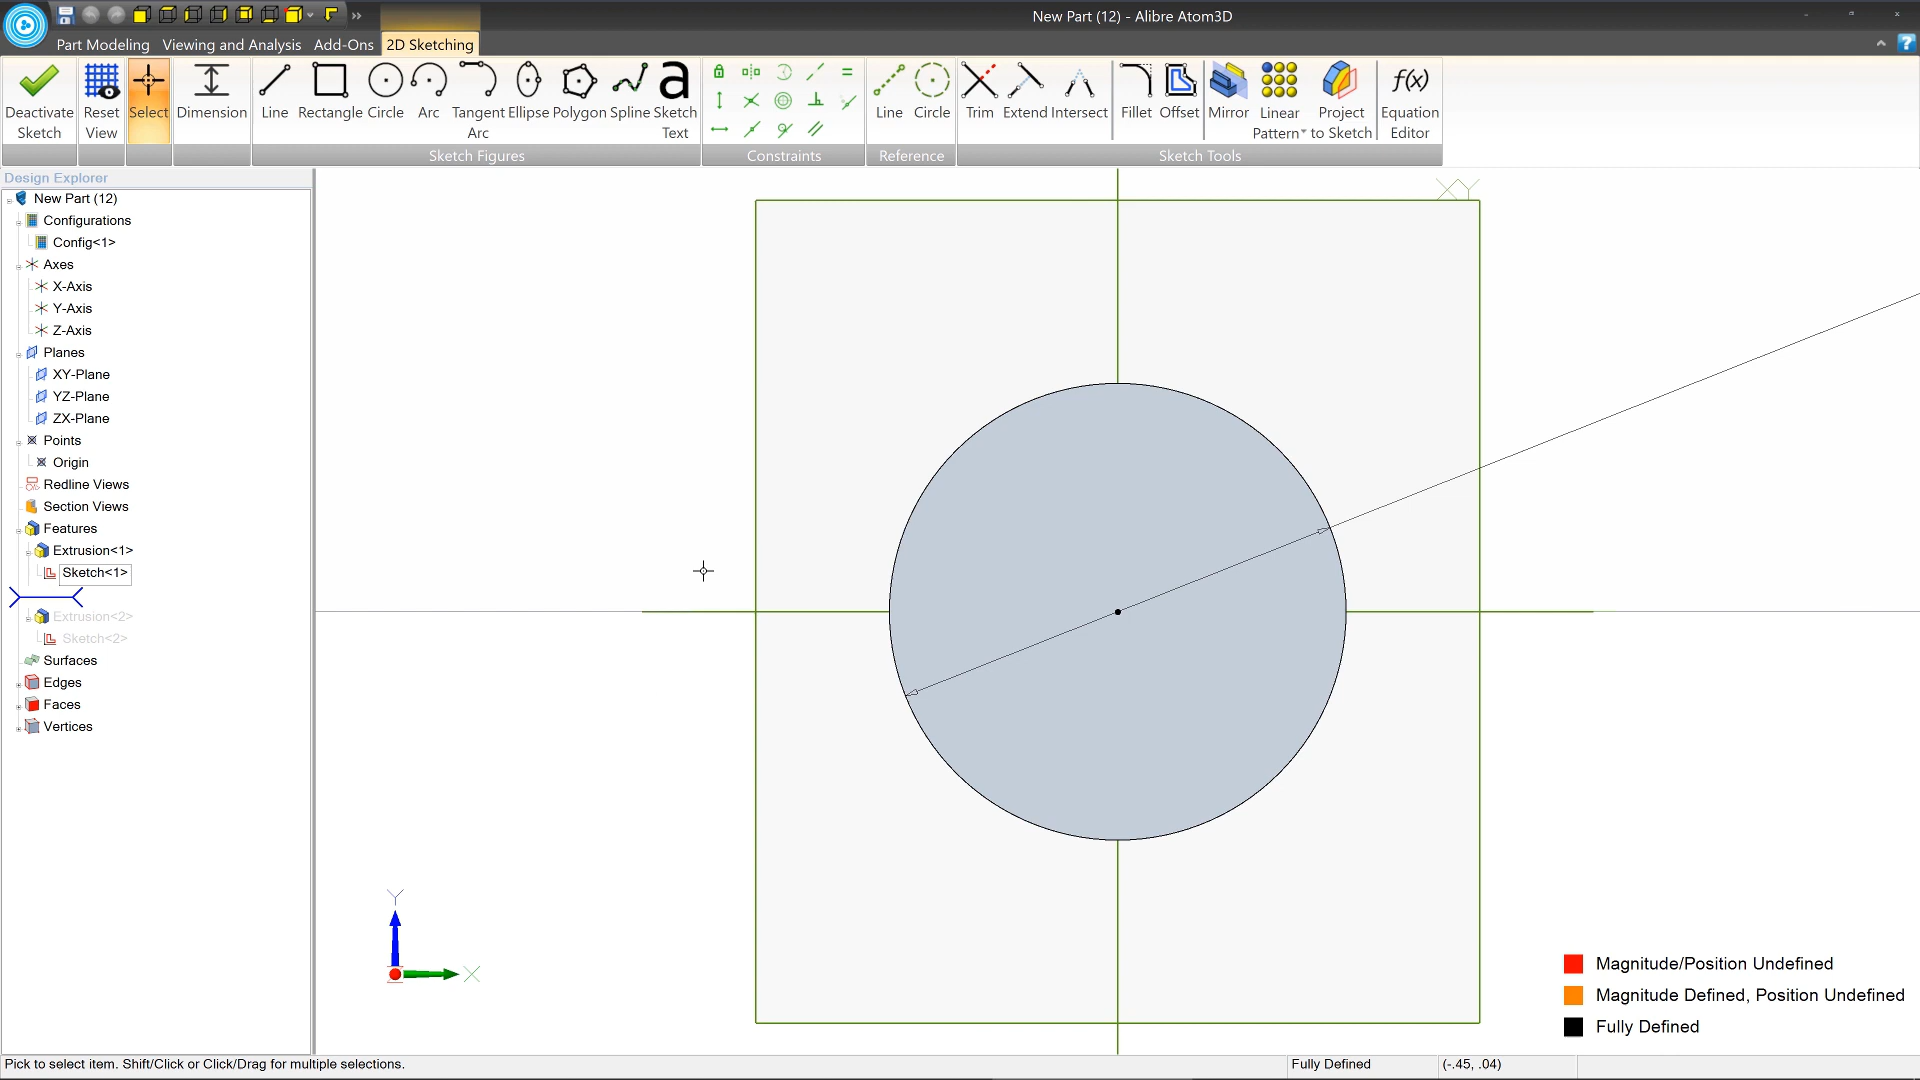 New Part (12) - Alibre Atom3D
Part Modeling
Viewing and Analysis
Add-Ons
2D Sketching
Deactivate Sketch
Reset View
Select
Dimension
Line
Rectangle
Circle
Arc
Tangent Arc
Ellipse
Polygon
Spline
a
Sketch Text
Sketch Figures
Constraints
Line
Circle
Reference
Trim
Extend
Intersect
Fillet
Offset
Mirror
Linear Pattern
Project to Sketch
f(x)
Equation Editor
Sketch Tools
Design Explorer
New Part (12)
Configurations
Config<1>
Axes
X-Axis
Y-Axis
Z-Axis
Planes
XY-Plane
YZ-Plane
ZX-Plane
Points
Origin
Redline Views
Section Views
Features
Extrusion<1>
Sketch<1>
Extrusion<2>
Sketch<2>
Surfaces
Edges
Faces
Vertices
XY
Y
X
Magnitude/Position Undefined
Magnitude Defined, Position Undefined
Fully Defined
Pick to select item. Shift/Click or Click/Drag for multiple selections.
Fully Defined
(-.45, .04)